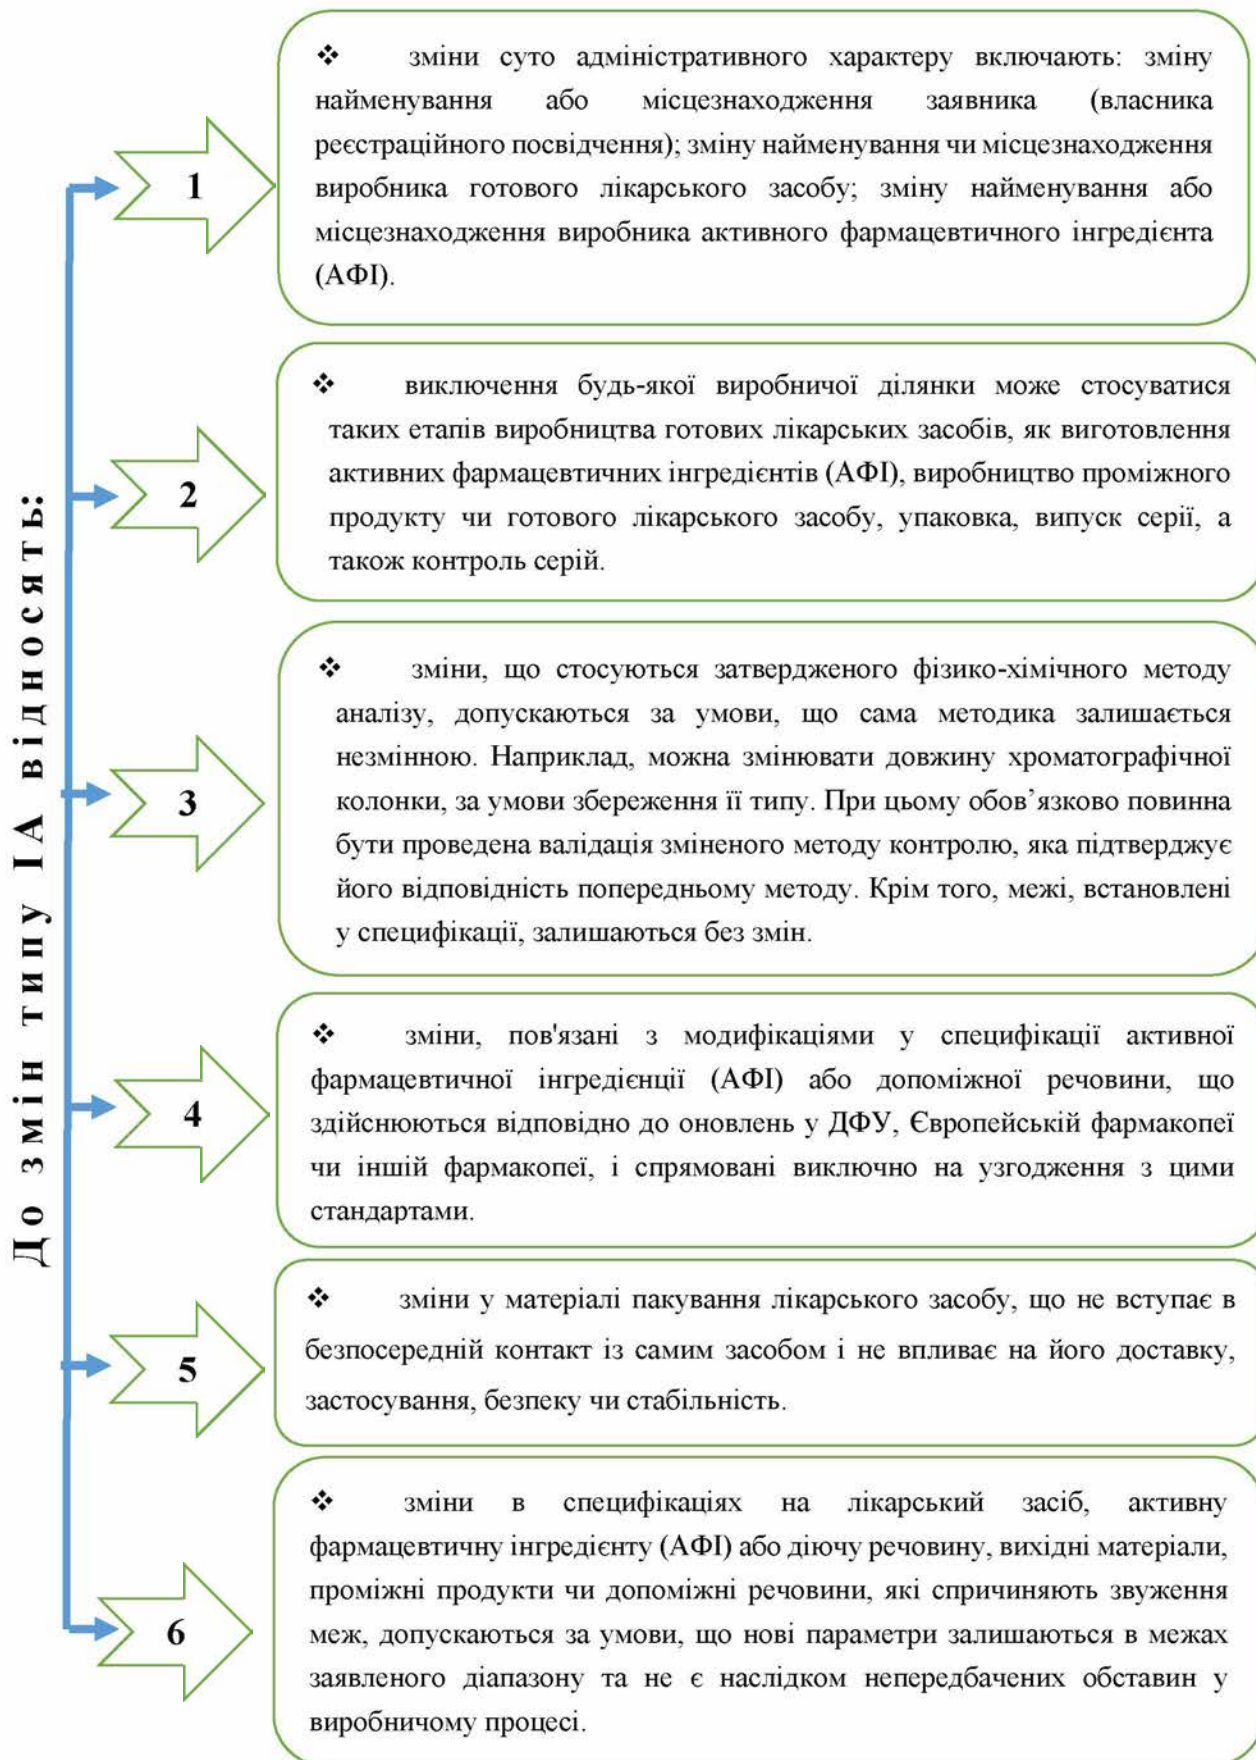 До змін типу ІА відносять:
1
❖ зміни суто адміністративного характеру включають: зміну
найменування або місцезнаходження заявника (власника
реєстраційного посвідчення); зміну найменування чи місцезнаходження
виробника готового лікарського засобу; зміну найменування або
місцезнаходження виробника активного фармацевтичного інгредієнта
(АФІ).
2
❖ виключення будь-якої виробничої ділянки може стосуватися
таких етапів виробництва готових лікарських засобів, як виготовлення
активних фармацевтичних інгредієнтів (АФІ), виробництво проміжного
продукту чи готового лікарського засобу, упаковка, випуск серії, а
також контроль серій.
3
❖ зміни, що стосуються затвердженого фізико-хімічного методу
аналізу, допускаються за умови, що сама методика залишається
незмінною. Наприклад, можна змінювати довжину хроматографічної
колонки, за умови збереження її типу. При цьому обов’язково повинна
бути проведена валідація зміненого методу контролю, яка підтверджує
його відповідність попередньому методу. Крім того, межі, встановлені
у специфікації, залишаються без змін.
4
❖ зміни, пов'язані з модифікаціями у специфікації активної
фармацевтичної інгредієнції (АФІ) або допоміжної речовини, що
здійснюються відповідно до оновлень у ДФУ, Європейській фармакопеї
чи іншій фармакопеї, і спрямовані виключно на узгодження з цими
стандартами.
5
❖ зміни у матеріалі пакування лікарського засобу, що не вступає в
безпосередній контакт із самим засобом і не впливає на його доставку,
застосування, безпеку чи стабільність.
6
❖ зміни в специфікаціях на лікарський засіб, активну
фармацевтичну інгредієнту (АФІ) або діючу речовину, вихідні матеріали,
проміжні продукти чи допоміжні речовини, які спричиняють звуження
меж, допускаються за умови, що нові параметри залишаються в межах
заявленого діапазону та не є наслідком непередбачених обставин у
виробничому процесі.